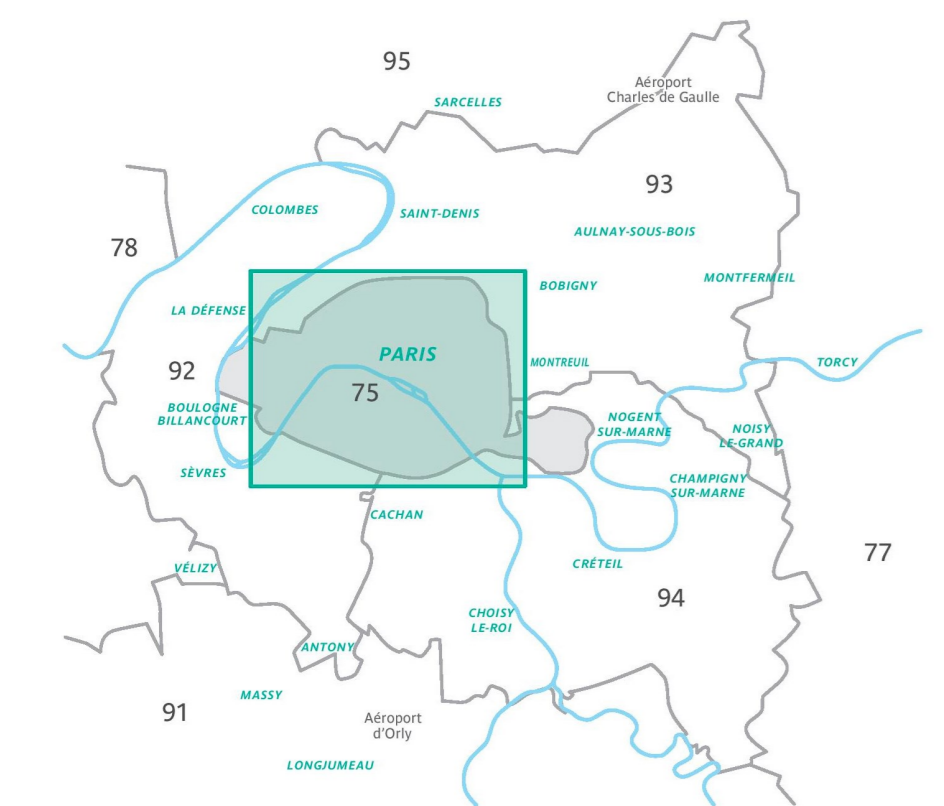 95
Aéroport
Charles de Gaulle
SARCELLES
93
COLOMBES
SAINT-DENIS
AULNAY-SOUS-BOIS
78
MONTFERMEIL
BOBIGNY
LA DÉFENSE
PARIS
MONTREUIL
TORCY
92
75
BOULOGNE
BILLANCOURT
NOGENT
SUR-MARNE
NOISY
LE-GRAND
SÈVRES
CHAMPIGNY
SUR-MARNE
CACHAN
77
VÉLIZY
CRÉTEIL
94
CHOISY
LE-ROI
ANTONY
MASSY
91
Aéroport
d'Orly
LONGJUMEAU